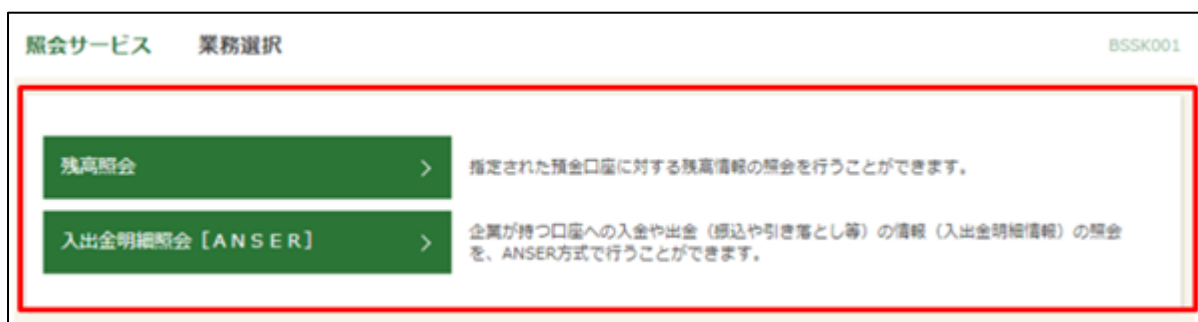 照会サービス 業務選択 BSSK001
残高照会 >
指定された預金口座に対する残高情報の照会を行うことができます。
入出金明細照会［ＡＮＳＥＲ］ >
企業が持つ口座への入金や出金（振込や引き落とし等）の情報（入出金明細情報）の照会
を、ANSER方式で行うことができます。